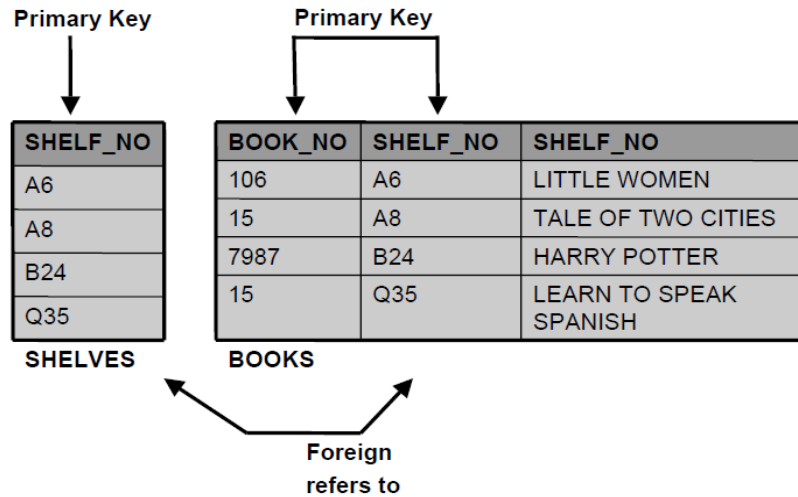 Primary Key
Primary Key
SHELF_NO
A6
A8
B24
Q35
SHELVES
BOOK_NO SHELF_NO SHELF_NO
106 A6 LITTLE WOMEN
15 A8 TALE OF TWO CITIES
7987 B24 HARRY POTTER
15 Q35 LEARN TO SPEAK
SPANISH
BOOKS
Foreign
refers to